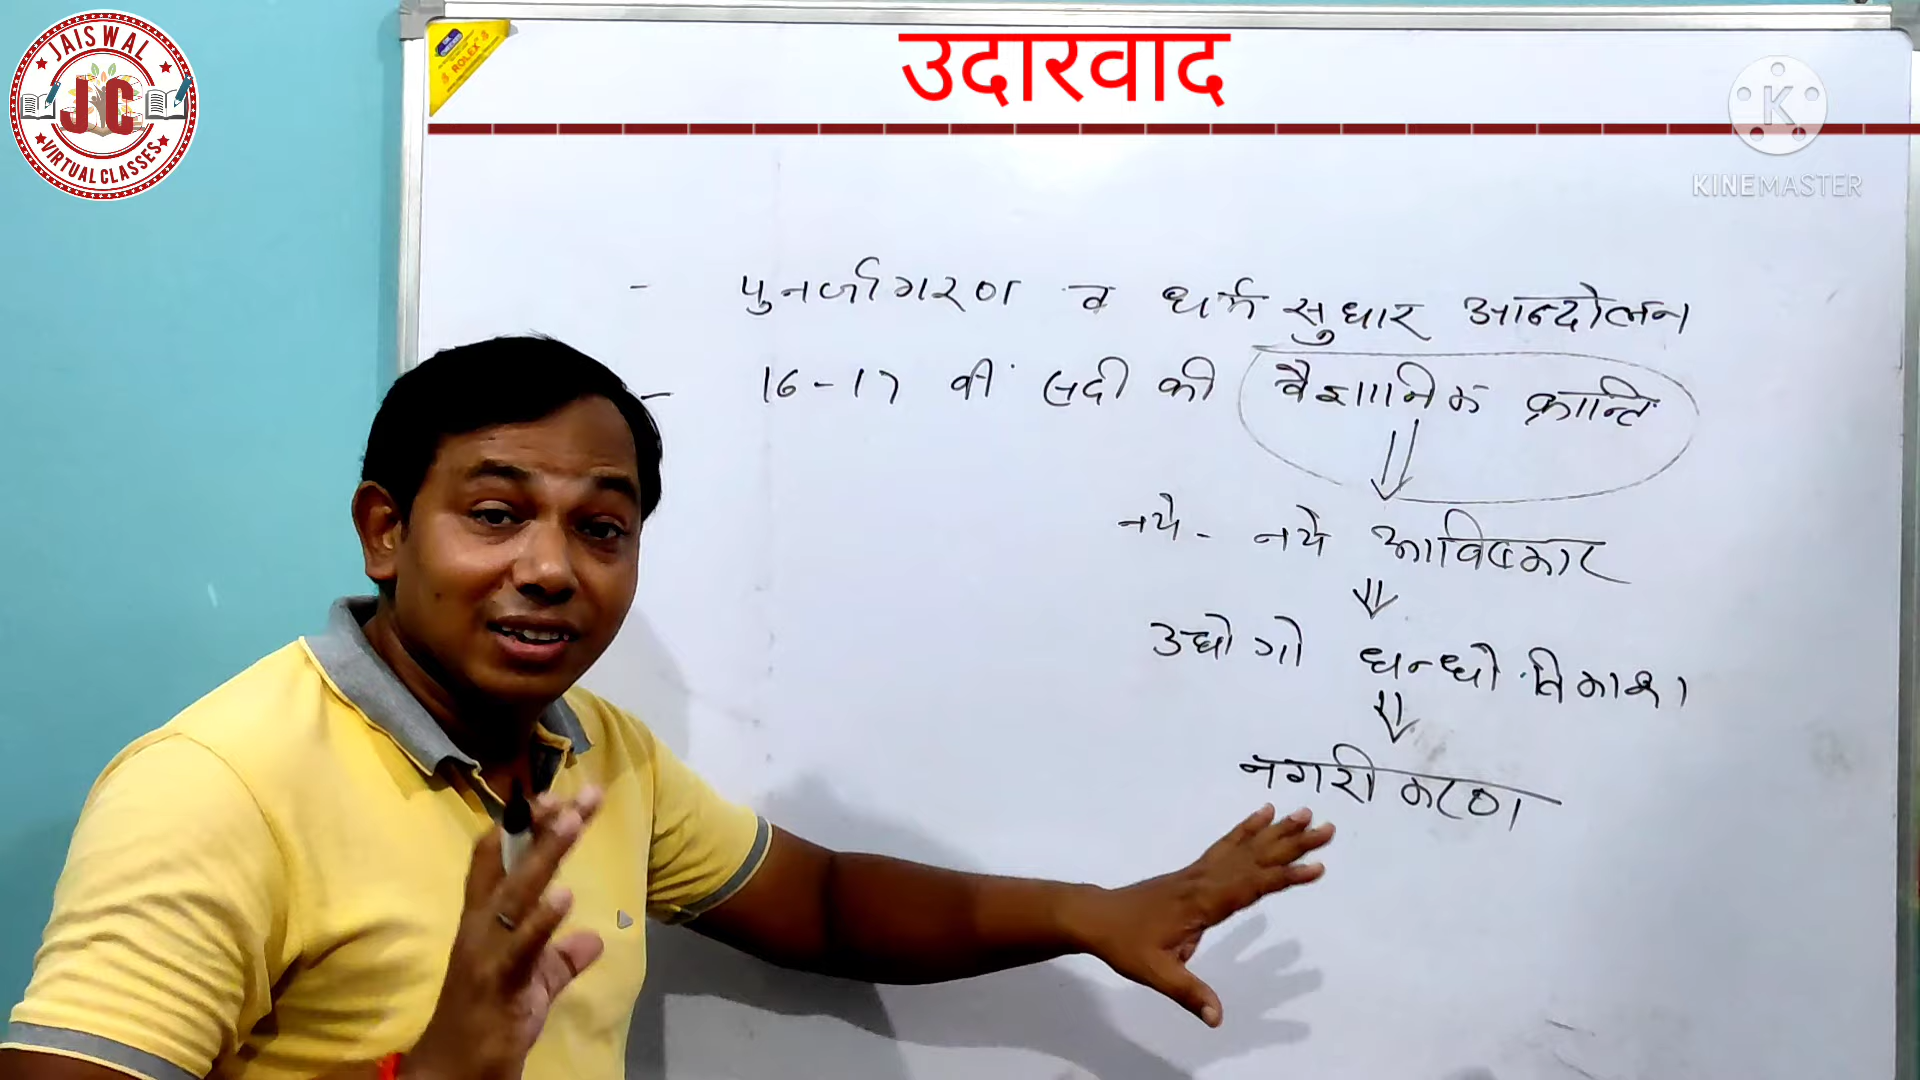 JAISWAL
JC
VIRTUAL CLASSES
ROLEX
उदारवाद
KINEMASTER
- पुनर्जागरण व धर्म सुधार आन्दोलन
- 16-17 वीं सदी की वैज्ञानिक क्रान्ति
नये - नये आविष्कार
उद्योगो धन्धो विकास
नगरीकरण